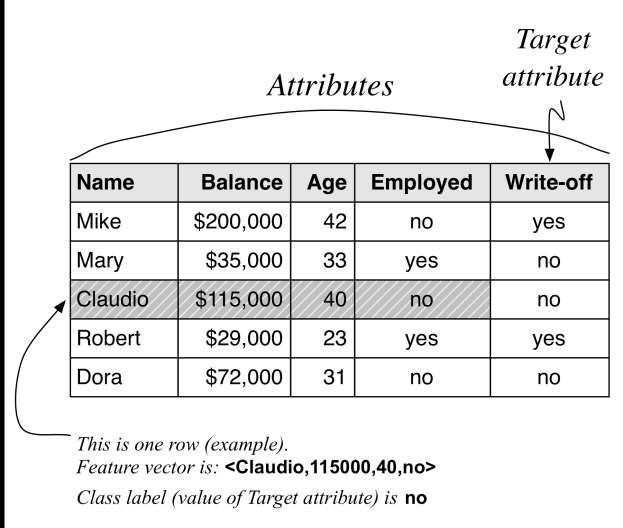 Target
attribute
Attributes
Name Balance Age Employed Write-off
Mike $200,000 42 no yes
Mary $35,000 33 yes no
Claudio $115,000 40 no no
Robert $29,000 23 yes yes
Dora $72,000 31 no no
This is one row (example).
Feature vector is: <Claudio,115000,40,no>
Class label (value of Target attribute) is no